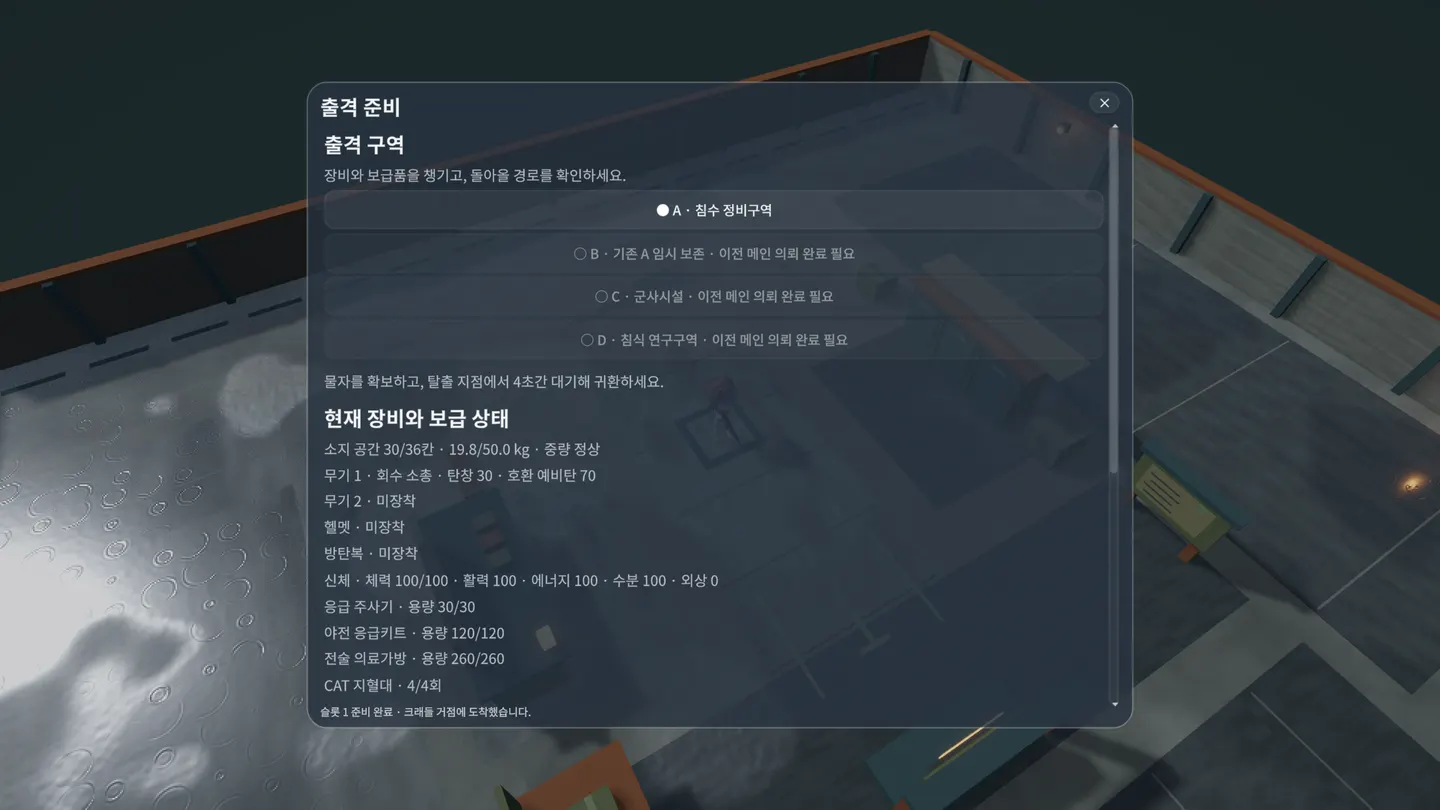 출격 준비
×
출격 구역
장비와 보급품을 챙기고, 돌아올 경로를 확인하세요.
● A · 침수 정비구역
○ B · 기존 A 임시 보존 · 이전 메인 의뢰 완료 필요
○ C · 군사시설 · 이전 메인 의뢰 완료 필요
○ D · 침식 연구구역 · 이전 메인 의뢰 완료 필요
물자를 확보하고, 탈출 지점에서 4초간 대기해 귀환하세요.
현재 장비와 보급 상태
소지 공간 30/36칸 · 19.8/50.0 kg · 중량 정상
무기 1 · 회수 소총 · 탄창 30 · 호환 예비탄 70
무기 2 · 미장착
헬멧 · 미장착
방탄복 · 미장착
신체 · 체력 100/100 · 활력 100 · 에너지 100 · 수분 100 · 외상 0
응급 주사기 · 용량 30/30
야전 응급키트 · 용량 120/120
전술 의료가방 · 용량 260/260
CAT 지혈대 · 4/4회
슬롯 1 준비 완료 · 크래들 거점에 도착했습니다.